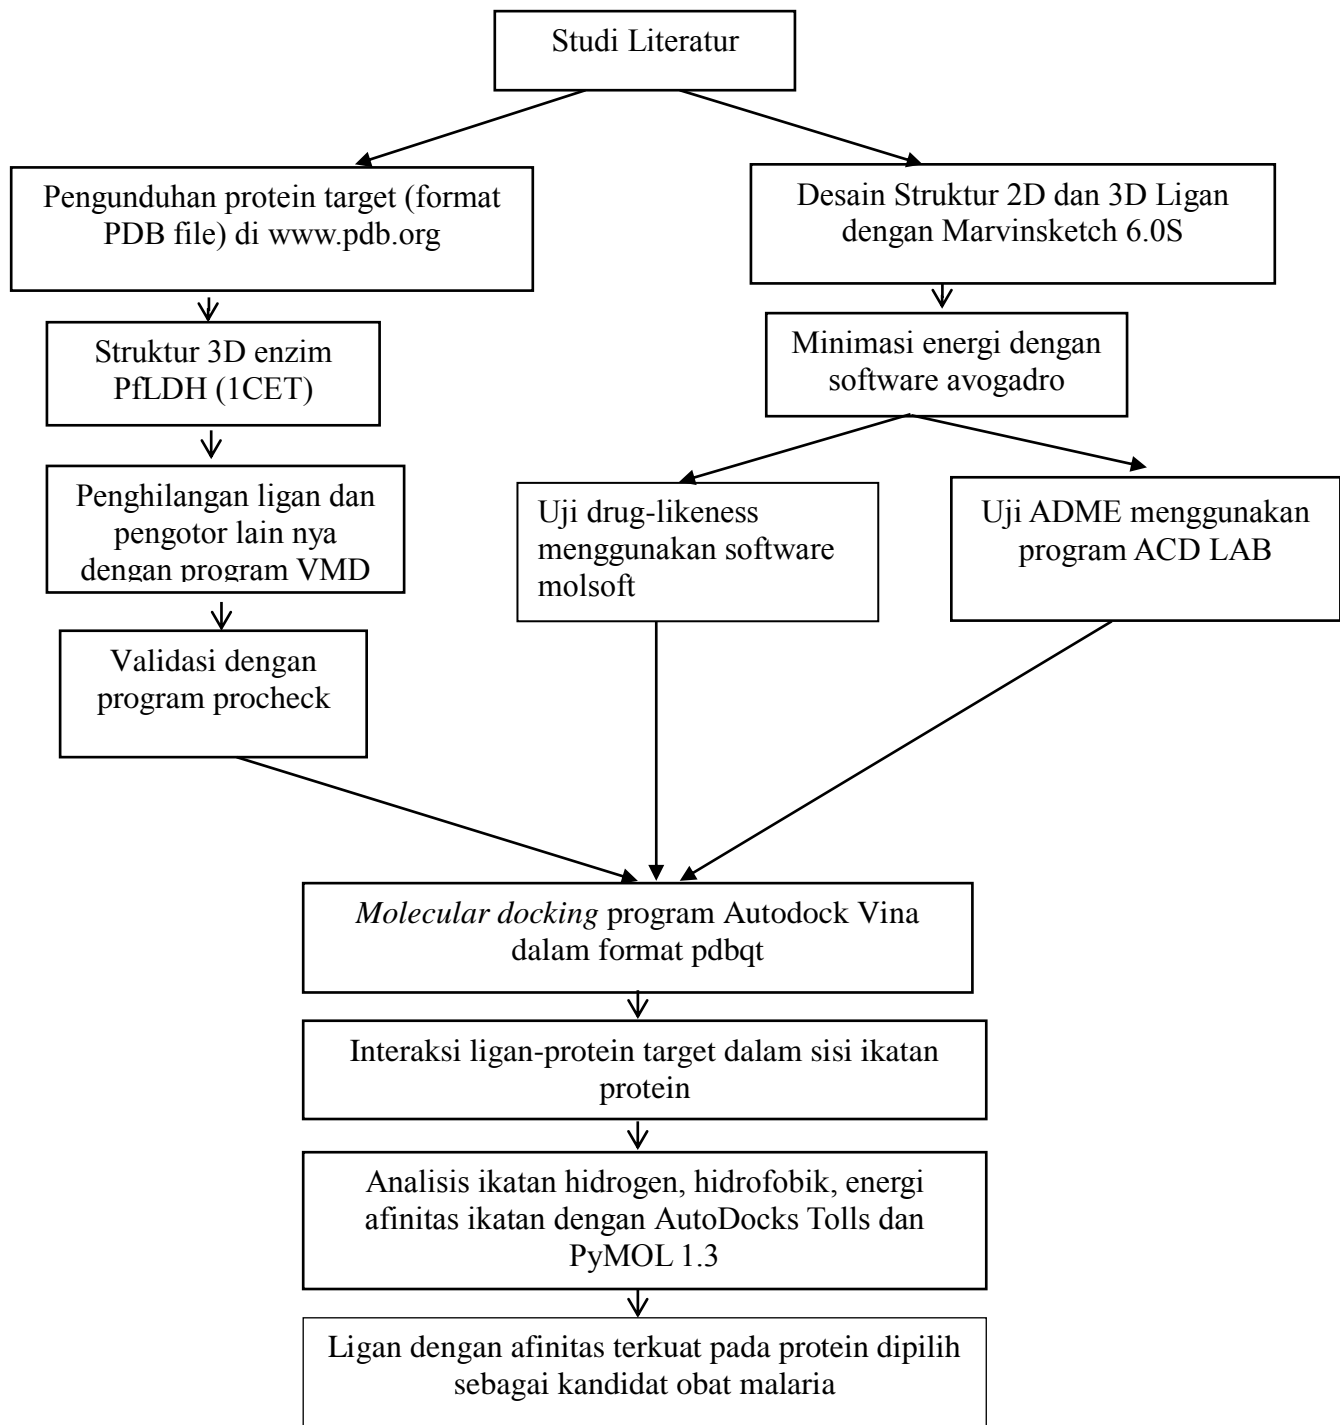 Studi Literatur
Pengunduhan protein target (format
PDB file) di www.pdb.org
Desain Struktur 2D dan 3D Ligan
dengan Marvinsketch 6.0S
Struktur 3D enzim
PfLDH (1CET)
Minimasi energi dengan
software avogadro
Penghilangan ligan dan
pengotor lain nya
dengan program VMD
Uji drug-likeness
menggunakan software
molsoft
Uji ADME menggunakan
program ACD LAB
Validasi dengan
program procheck
Molecular docking program Autodock Vina
dalam format pdbqt
Interaksi ligan-protein target dalam sisi ikatan
protein
Analisis ikatan hidrogen, hidrofobik, energi
afinitas ikatan dengan AutoDocks Tolls dan
PyMOL 1.3
Ligan dengan afinitas terkuat pada protein dipilih
sebagai kandidat obat malaria